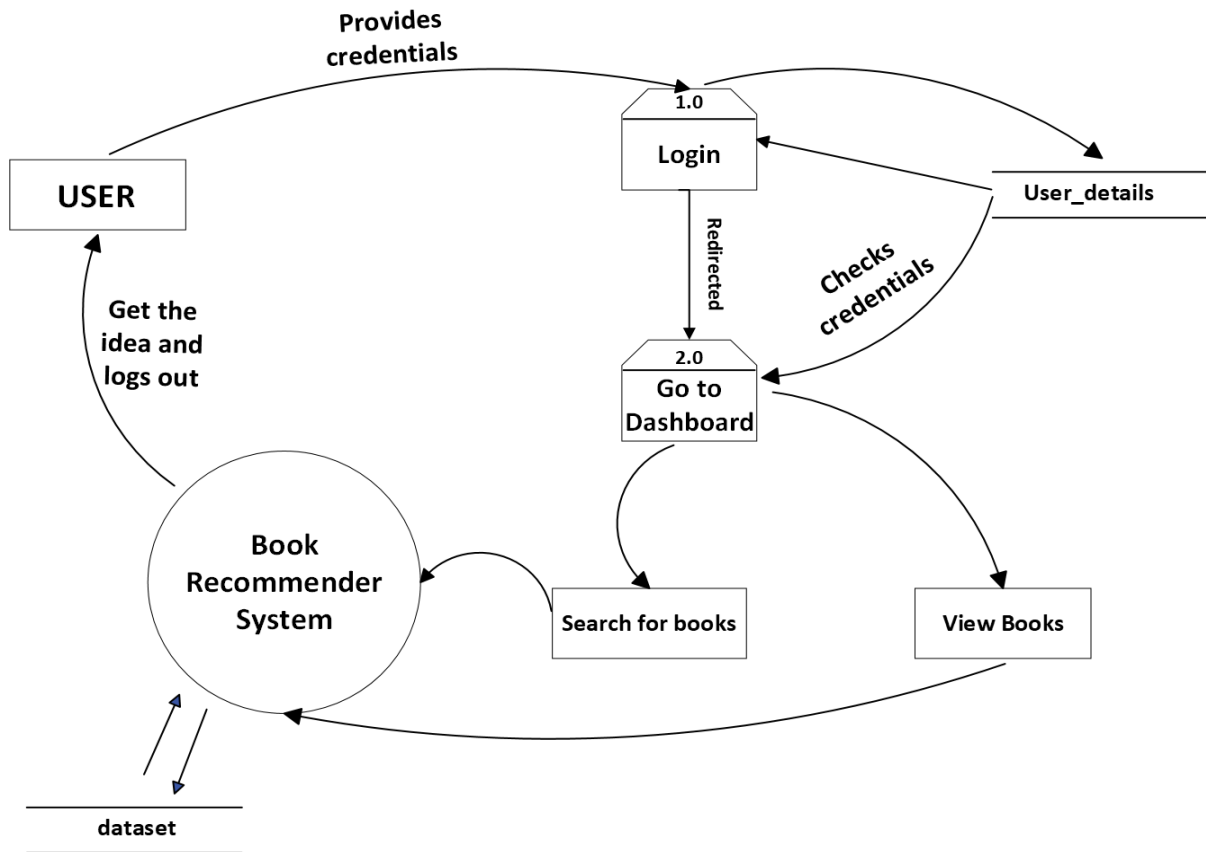 Provides
credentials
1.0
Login
USER
User_details
Redirected
Checks
credentials
Get the
idea and
logs out
2.0
Go to
Dashboard
Book
Recommender
System
Search for books
View Books
dataset